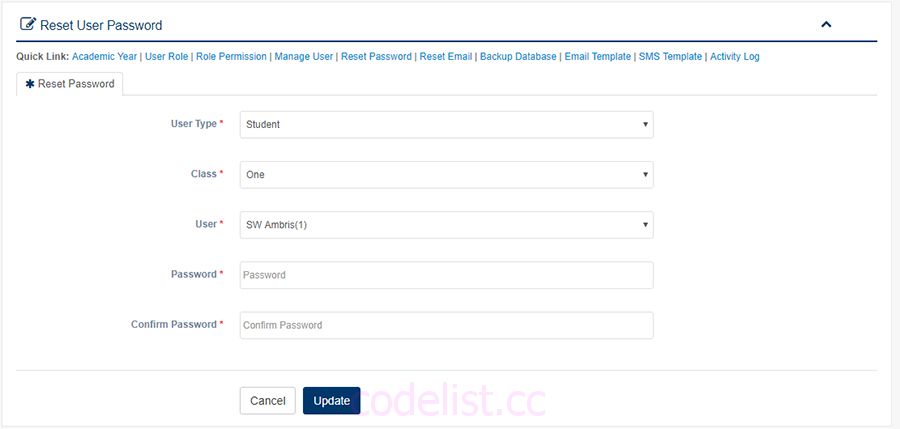 Reset User Password
Quick Link: Academic Year | User Role | Role Permission | Manage User | Reset Password | Reset Email | Backup Database | Email Template | SMS Template | Activity Log
✱ Reset Password
User Type * Student
Class * One
User * SW Ambris(1)
Password * Password
Confirm Password * Confirm Password
Cancel Update
codelist.cc